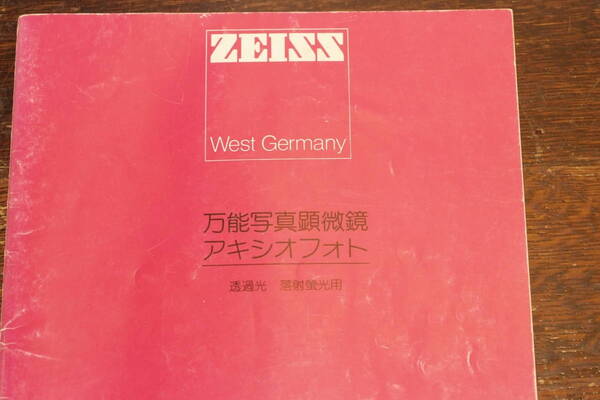 ZEISS
West Germany
万能写真顕微鏡
アキシオフォト
透過光 落射螢光用